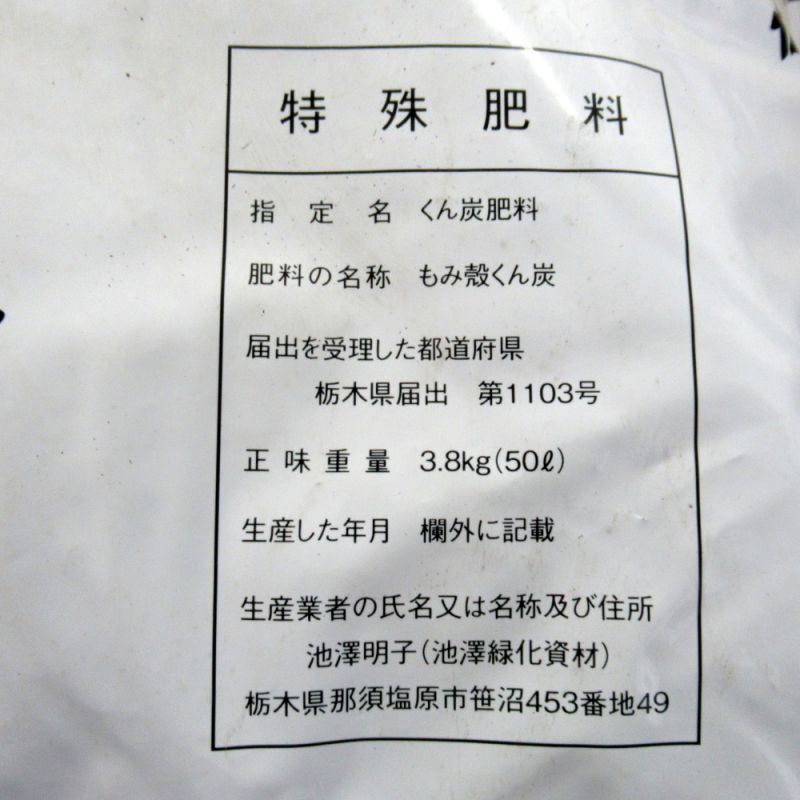 特殊肥料
指定名 くん炭肥料
肥料の名称 もみ殻くん炭
届出を受理した都道府県
栃木県届出 第1103号
正味重量 3.8kg(50ℓ)
生産した年月 欄外に記載
生産業者の氏名又は名称及び住所
池澤明子(池澤緑化資材)
栃木県那須塩原市笹沼453番地49